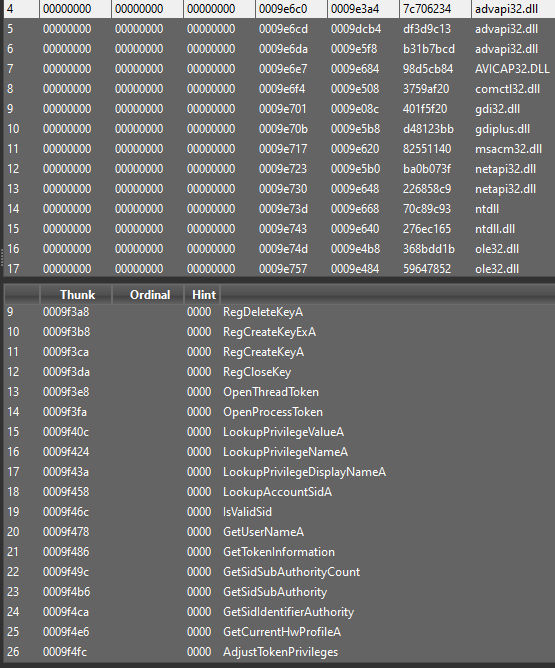 4 00000000 00000000 00000000 0009e6c0 0009e3a4 7c706234 advapi32.dll
5 00000000 00000000 00000000 0009e6cd 0009dcb4 df3d9c13 advapi32.dll
6 00000000 00000000 00000000 0009e6da 0009e5f8 b31b7bcd advapi32.dll
7 00000000 00000000 00000000 0009e6e7 0009e684 98d5cb84 AVICAP32.DLL
8 00000000 00000000 00000000 0009e6f4 0009e508 3759af20 comctl32.dll
9 00000000 00000000 00000000 0009e701 0009e08c 401f5f20 gdi32.dll
10 00000000 00000000 00000000 0009e70b 0009e5b8 d48123bb gdiplus.dll
11 00000000 00000000 00000000 0009e717 0009e620 82551140 msacm32.dll
12 00000000 00000000 00000000 0009e723 0009e5b0 ba0b073f netapi32.dll
13 00000000 00000000 00000000 0009e730 0009e648 226858c9 netapi32.dll
14 00000000 00000000 00000000 0009e73d 0009e668 70c89c93 ntdll
15 00000000 00000000 00000000 0009e743 0009e640 276ec165 ntdll.dll
16 00000000 00000000 00000000 0009e74d 0009e4b8 368bdd1b ole32.dll
17 00000000 00000000 00000000 0009e757 0009e484 59647852 ole32.dll
Thunk Ordinal Hint
9 0009f3a8 0000 RegDeleteKeyA
10 0009f3b8 0000 RegCreateKeyExA
11 0009f3ca 0000 RegCreateKeyA
12 0009f3da 0000 RegCloseKey
13 0009f3e8 0000 OpenThreadToken
14 0009f3fa 0000 OpenProcessToken
15 0009f40c 0000 LookupPrivilegeValueA
16 0009f424 0000 LookupPrivilegeNameA
17 0009f43a 0000 LookupPrivilegeDisplayNameA
18 0009f458 0000 LookupAccountSidA
19 0009f46c 0000 IsValidSid
20 0009f478 0000 GetUserNameA
21 0009f486 0000 GetTokenInformation
22 0009f49c 0000 GetSidSubAuthorityCount
23 0009f4b6 0000 GetSidSubAuthority
24 0009f4ca 0000 GetSidIdentifierAuthority
25 0009f4e6 0000 GetCurrentHwProfileA
26 0009f4fc 0000 AdjustTokenPrivileges